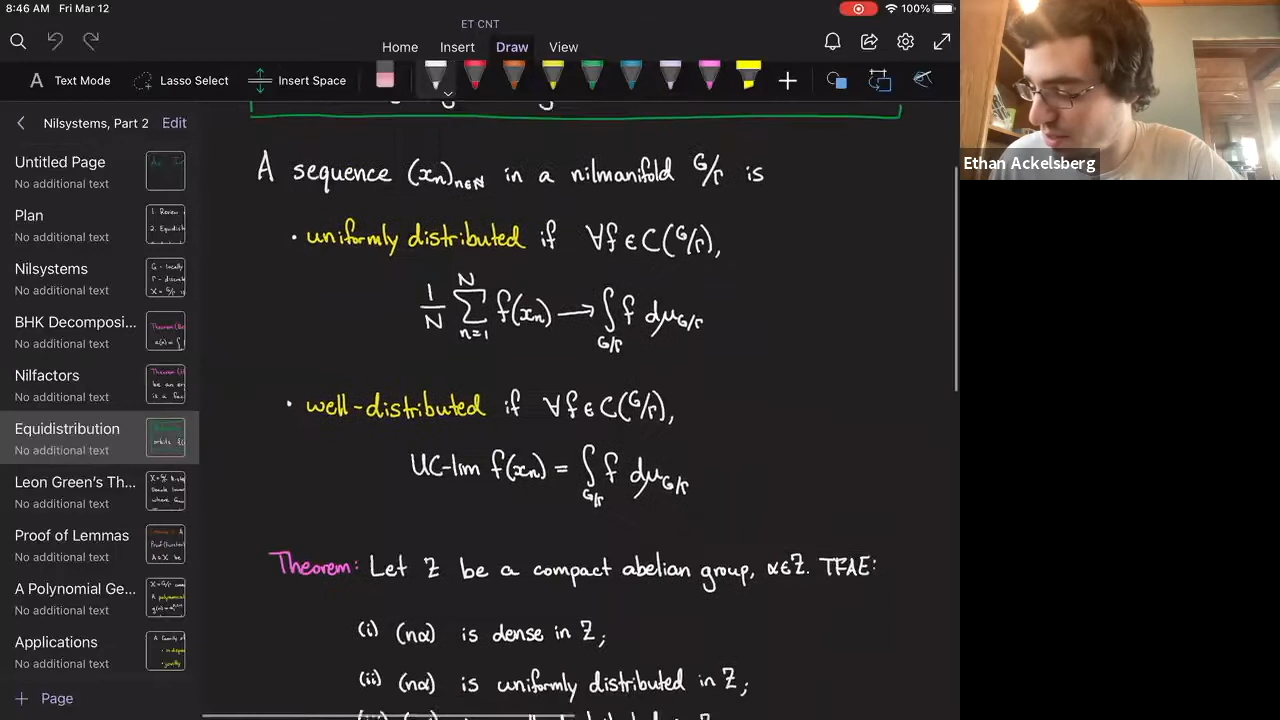 8:46 AM Fri Mar 12
100%
ET CNT
Home Insert Draw View
Text Mode Lasso Select Insert Space
Nilsystems, Part 2 Edit
Untitled Page
No additional text
Plan
No additional text
Nilsystems
No additional text
BHK Decomposi...
No additional text
Nilfactors
No additional text
Equidistribution
No additional text
Leon Green's Th...
No additional text
Proof of Lemmas
No additional text
A Polynomial Ge...
No additional text
Applications
No additional text
+ Page
A sequence (xₙ)ₙ∈ℕ in a nilmanifold G/Γ is
• uniformly distributed if ∀f∈C(G/Γ),
1/N ∑ₙ₌₁ᴺ f(xₙ) → ∫_{G/Γ} f dμ_{G/Γ}
• well-distributed if ∀f∈C(G/Γ),
UC-lim f(xₙ) = ∫_{G/Γ} f dμ_{G/Γ}
Theorem: Let Z be a compact abelian group, α∈Z. TFAE:
(i) (nα) is dense in Z;
(ii) (nα) is uniformly distributed in Z;
Ethan Ackelsberg